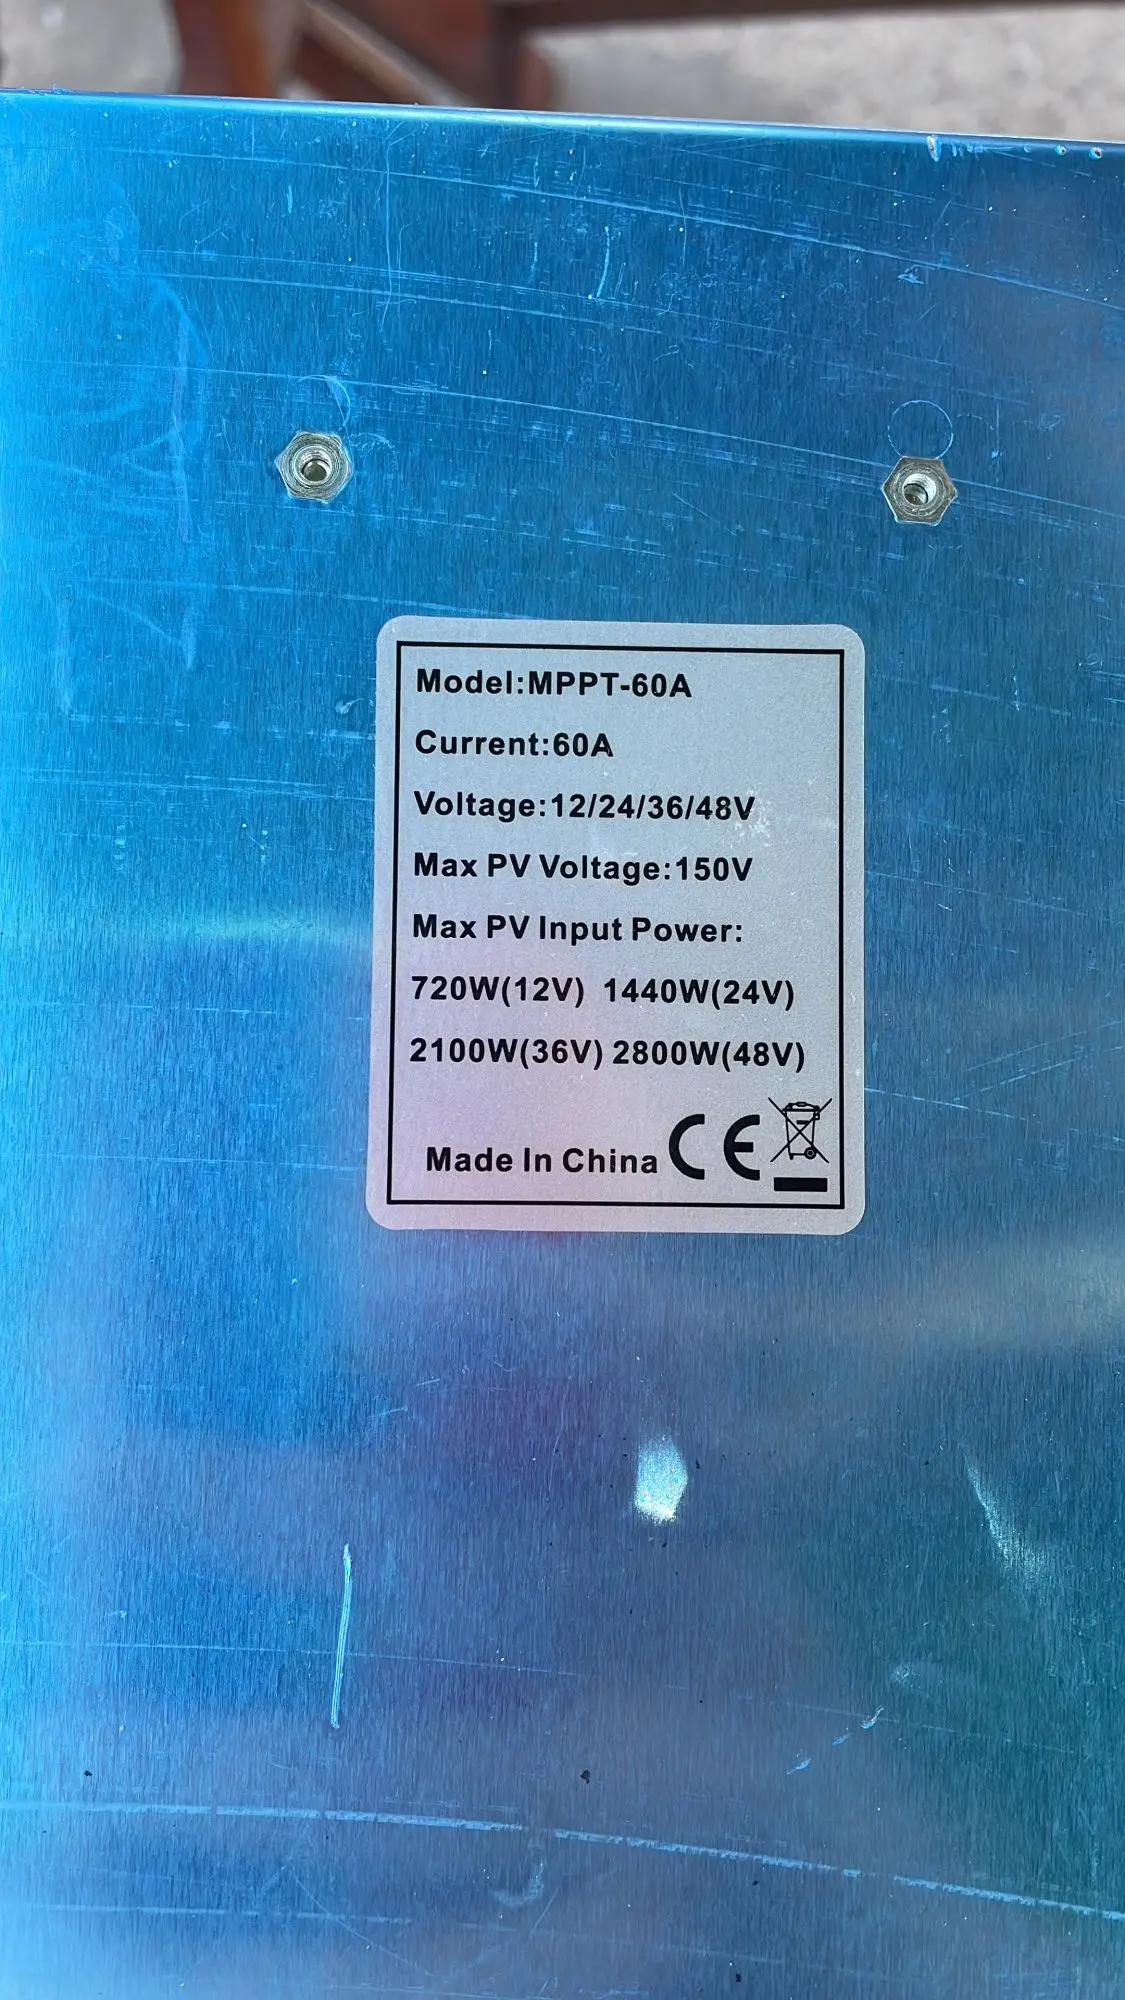 Model:MPPT-60A
Current:60A
Voltage:12/24/36/48V
Max PV Voltage:150V
Max PV Input Power:
720W(12V) 1440W(24V)
2100W(36V) 2800W(48V)
Made In China CE